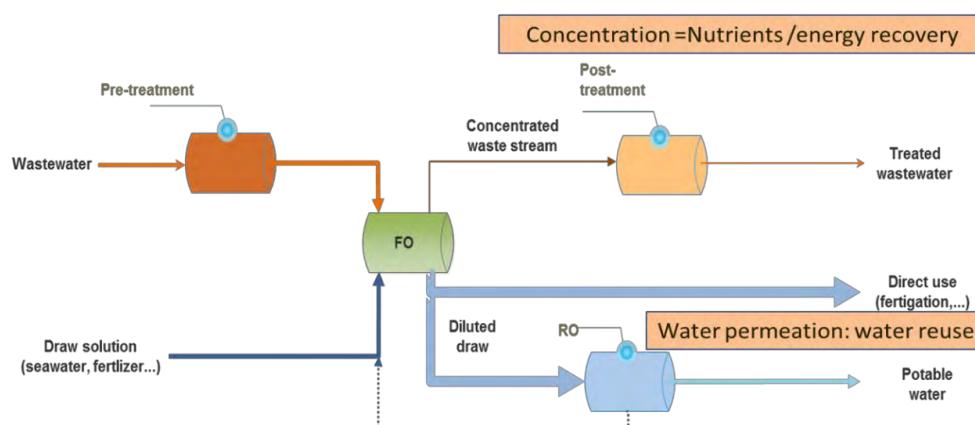 Concentration =Nutrients /energy recovery
Pre-treatment
Post-
treatment
Wastewater
Concentrated
waste stream
Treated
wastewater
FO
Direct use
(fertigation,...)
Draw solution
(seawater, fertlizer...)
Diluted
draw
RO
Water permeation: water reuse
Potable
water